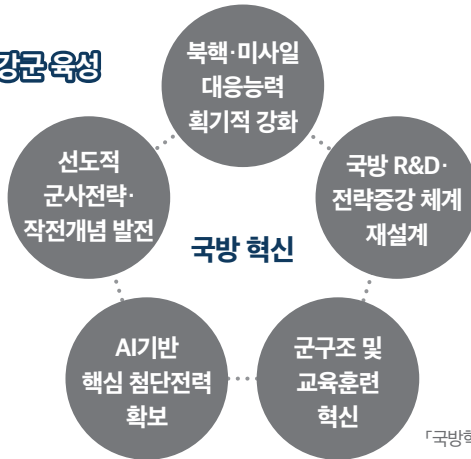 강군 육성
북핵·미사일
대응능력
획기적 강화
선도적
군사전략·
작전개념 발전
국방 R&D·
전략증강 체계
재설계
국방 혁신
AI기반
핵심 첨단전력
확보
군구조 및
교육훈련
혁신